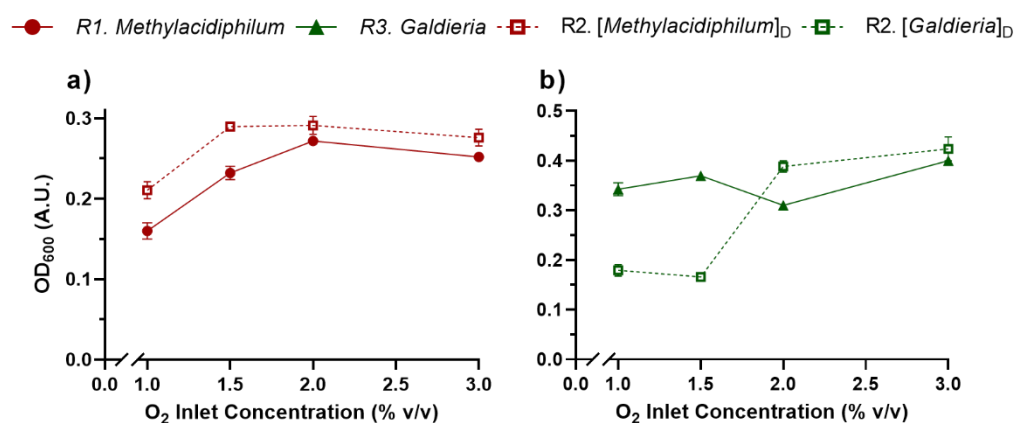 R1. Methylacidiphilum R3. Galdieria R2. [Methylacidiphilum]D R2. [Galdieria]D
a) b)
OD600 (A.U.)
0.3
0.2
0.1
0.0
0.0 1.0 1.5 2.0 2.5 3.0
O2 Inlet Concentration (% v/v)
0.5
0.4
0.3
0.2
0.1
0.0
0.0 1.0 1.5 2.0 2.5 3.0
O2 Inlet Concentration (% v/v)